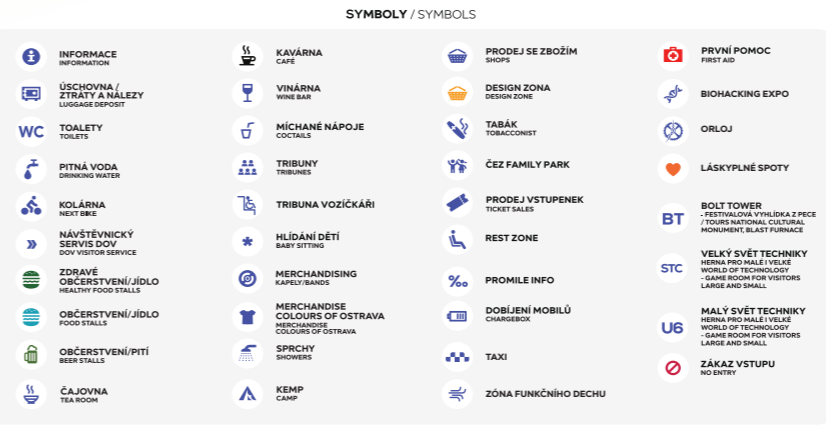 SYMBOLY / SYMBOLS
INFORMACE
INFORMATION
ÚSCHOVNA /
ZTRÁTY A NÁLEZY
LUGGAGE DEPOSIT
WC
TOALETY
TOILETS
PITNÁ VODA
DRINKING WATER
KOLÁRNA
NEXT BIKE
NÁVŠTĚVNICKÝ
SERVIS DOV
DOV VISITOR SERVICE
ZDRAVÉ
OBČERSTVENÍ/JÍDLO
HEALTHY FOOD STALLS
OBČERSTVENÍ/JÍDLO
FOOD STALLS
OBČERSTVENÍ/PITÍ
BEER STALLS
ČAJOVNA
TEA ROOM
KAVÁRNA
CAFÉ
VINÁRNA
WINE BAR
MÍCHANÉ NÁPOJE
COCTAILS
TRIBUNY
TRIBUNES
TRIBUNA VOZÍČKÁŘI
HLÍDÁNÍ DĚTÍ
BABY SITTING
MERCHANDISING
KAPELY/BANDS
MERCHANDISE
COLOURS OF OSTRAVA
MERCHANDISE
COLOURS OF OSTRAVA
SPRCHY
SHOWERS
KEMP
CAMP
PRODEJ SE ZBOŽÍM
SHOPS
DESIGN ZONA
DESIGN ZONE
TABÁK
TOBACCONIST
ČEZ FAMILY PARK
PRODEJ VSTUPENEK
TICKET SALES
REST ZONE
‰
PROMILE INFO
DOBÍJENÍ MOBILŮ
CHARGEBOX
TAXI
ZÓNA FUNKČNÍHO DECHU
PRVNÍ POMOC
FIRST AID
BIOHACKING EXPO
ORLOJ
LÁSKYPLNÉ SPOTY
BT
BOLT TOWER
- FESTIVALOVÁ VYHLÍDKA Z PECE
/ TOURS NATIONAL CULTURAL
MONUMENT, BLAST FURNACE
STC
VELKÝ SVĚT TECHNIKY
HERNA PRO MALÉ I VELKÉ
WORLD OF TECHNOLOGY
- GAME ROOM FOR VISITORS
LARGE AND SMALL
U6
MALÝ SVĚT TECHNIKY
HERNA PRO MALÉ I VELKÉ
WORLD OF TECHNOLOGY
- GAME ROOM FOR VISITORS
LARGE AND SMALL
ZÁKAZ VSTUPU
NO ENTRY